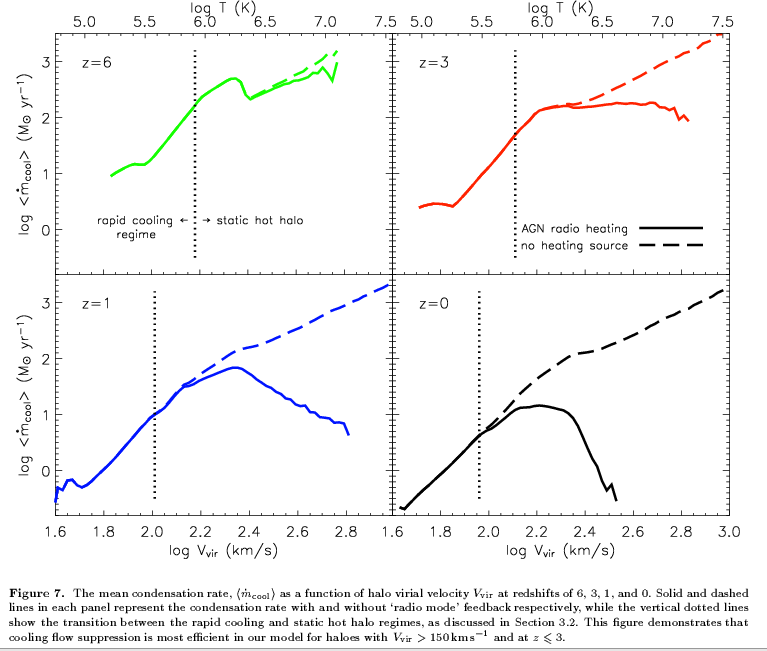 log T (K)
log T (K)
5.0 5.5 6.0 6.5 7.0 7.5
5.0 5.5 6.0 6.5 7.0 7.5
z=6
z=3
3
2
1
0
log <ṁcool> (M⊙ yr−1)
rapid cooling ← → static hot halo
regime
AGN radio heating
no heating source
z=1
z=0
3
2
1
0
log <ṁcool> (M⊙ yr−1)
1.6 2.0 2.2 2.4 2.6 2.8 1.6 2.0 2.2 2.4 2.6 2.8 3.0
log Vvir (km/s)
log Vvir (km/s)
Figure 7. The mean condensation rate, ⟨ṁcool⟩ as a function of halo virial velocity Vvir at redshifts of 6, 3, 1, and 0. Solid and dashed
lines in each panel represent the condensation rate with and without ‘radio mode’ feedback respectively, while the vertical dotted lines
show the transition between the rapid cooling and static hot halo regimes, as discussed in Section 3.2. This figure demonstrates that
cooling flow suppression is most efficient in our model for haloes with Vvir > 150 km s−1 and at z ⩽ 3.